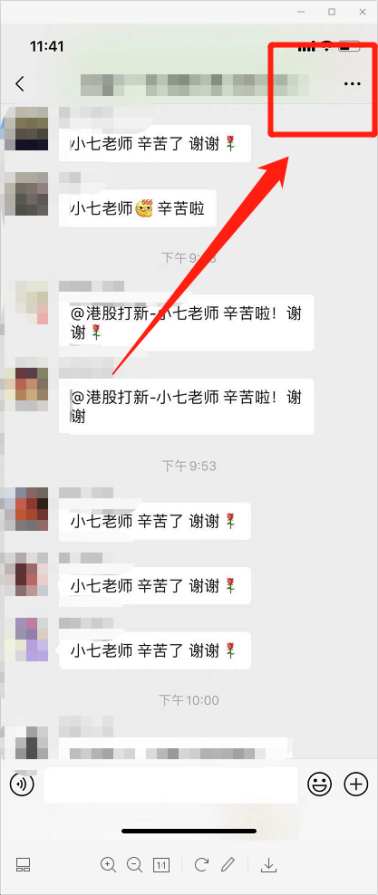 11:41
小七老师 辛苦了 谢谢🌹
小七老师 辛苦啦
@港股打新-小七老师 辛苦啦！谢
谢🌹
@港股打新-小七老师 辛苦啦！谢
谢
下午9:53
小七老师 辛苦了 谢谢🌹
小七老师 辛苦了 谢谢🌹
小七老师 辛苦了 谢谢🌹
下午10:00
1:1